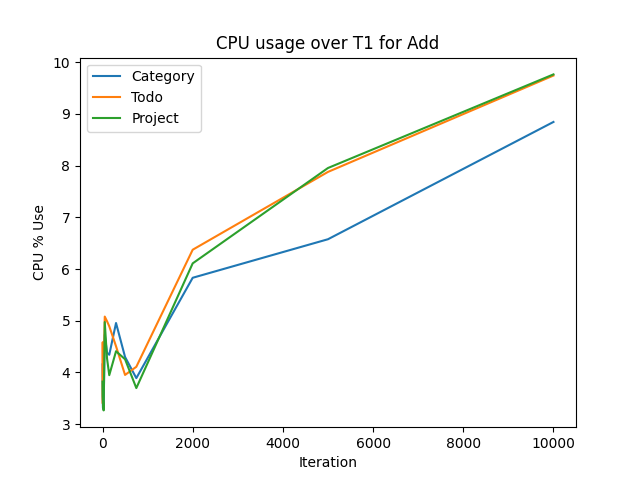 CPU usage over T1 for Add
Category
Todo
Project
CPU % Use
10
9
8
7
6
5
4
3
0 2000 4000 6000 8000 10000
Iteration